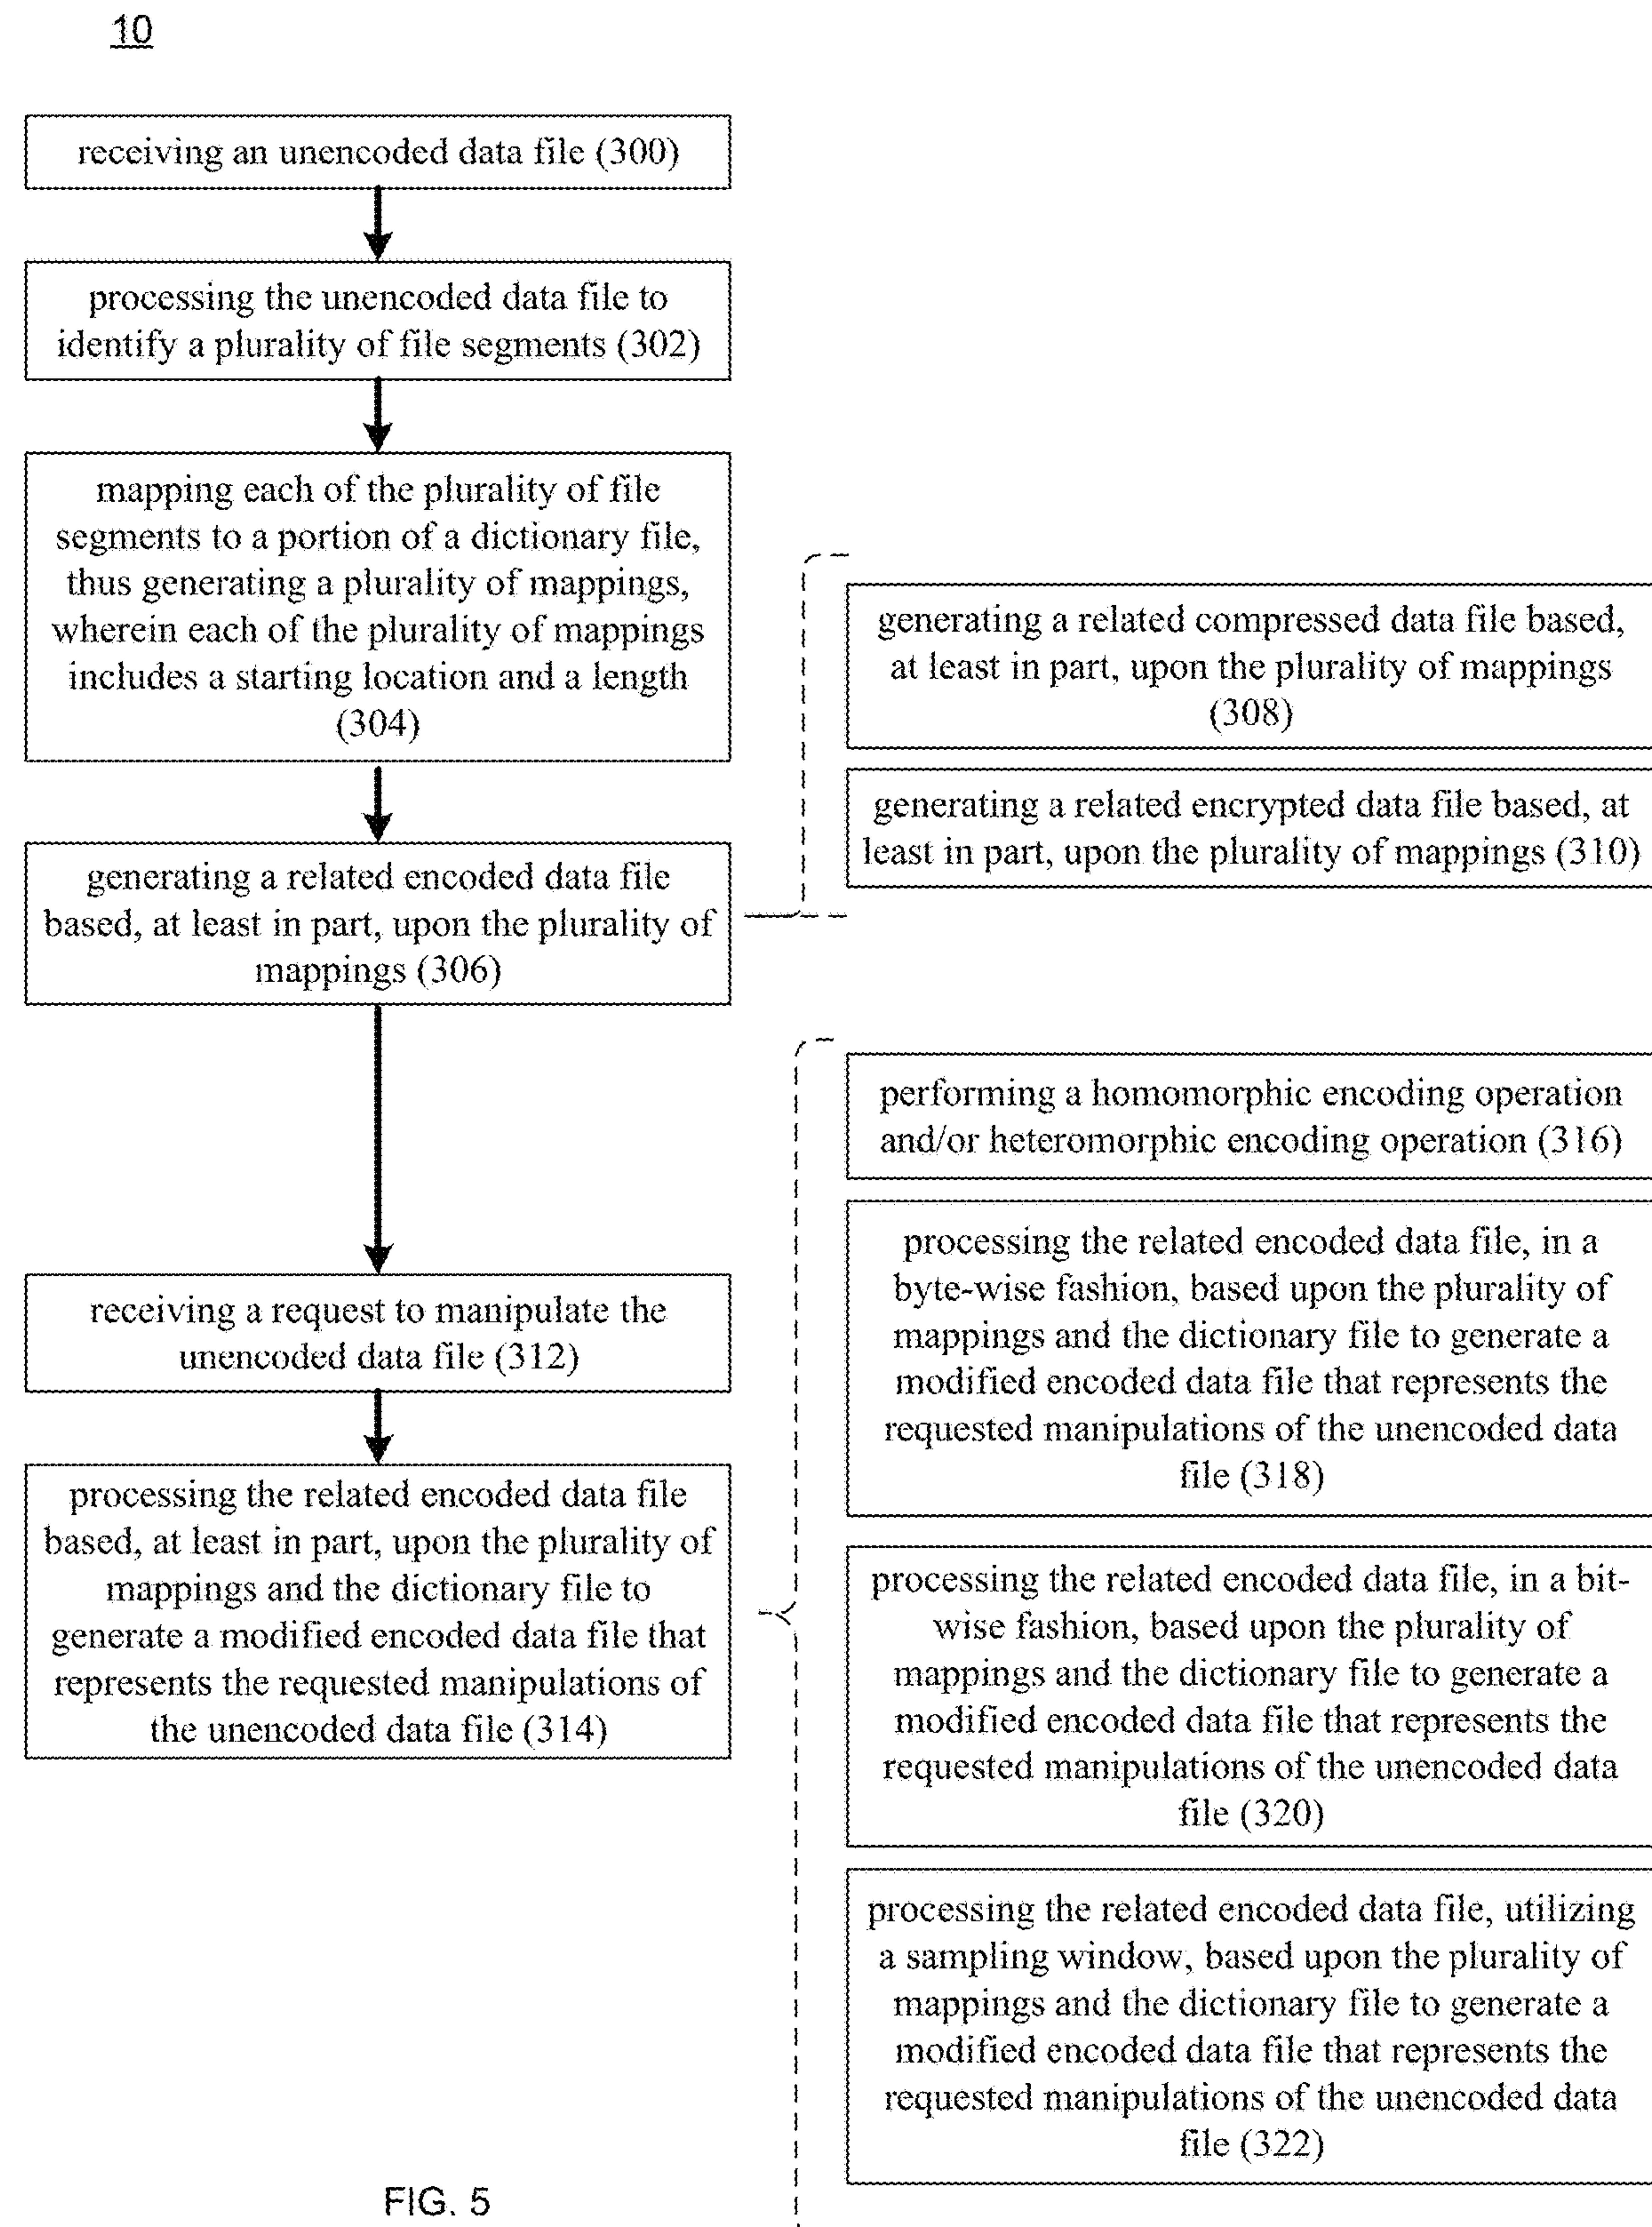 10
receiving an unencoded data file (300)
processing the unencoded data file to
identify a plurality of file segments (302)
mapping each of the plurality of file
segments to a portion of a dictionary file,
thus generating a plurality of mappings,
wherein each of the plurality of mappings
includes a starting location and a length
(304)
generating a related encoded data file
based, at least in part, upon the plurality of
mappings (306)
generating a related compressed data file based,
at least in part, upon the plurality of mappings
(308)
generating a related encrypted data file based, at
least in part, upon the plurality of mappings (310)
receiving a request to manipulate the
unencoded data file (312)
processing the related encoded data file
based, at least in part, upon the plurality of
mappings and the dictionary file to
generate a modified encoded data file that
represents the requested manipulations of
the unencoded data file (314)
performing a homomorphic encoding operation
and/or heteromorphic encoding operation (316)
processing the related encoded data file, in a
byte-wise fashion, based upon the plurality of
mappings and the dictionary file to generate a
modified encoded data file that represents the
requested manipulations of the unencoded data
file (318)
processing the related encoded data file, in a bit-
wise fashion, based upon the plurality of
mappings and the dictionary file to generate a
modified encoded data file that represents the
requested manipulations of the unencoded data
file (320)
processing the related encoded data file, utilizing
a sampling window, based upon the plurality of
mappings and the dictionary file to generate a
modified encoded data file that represents the
requested manipulations of the unencoded data
file (322)
FIG. 5